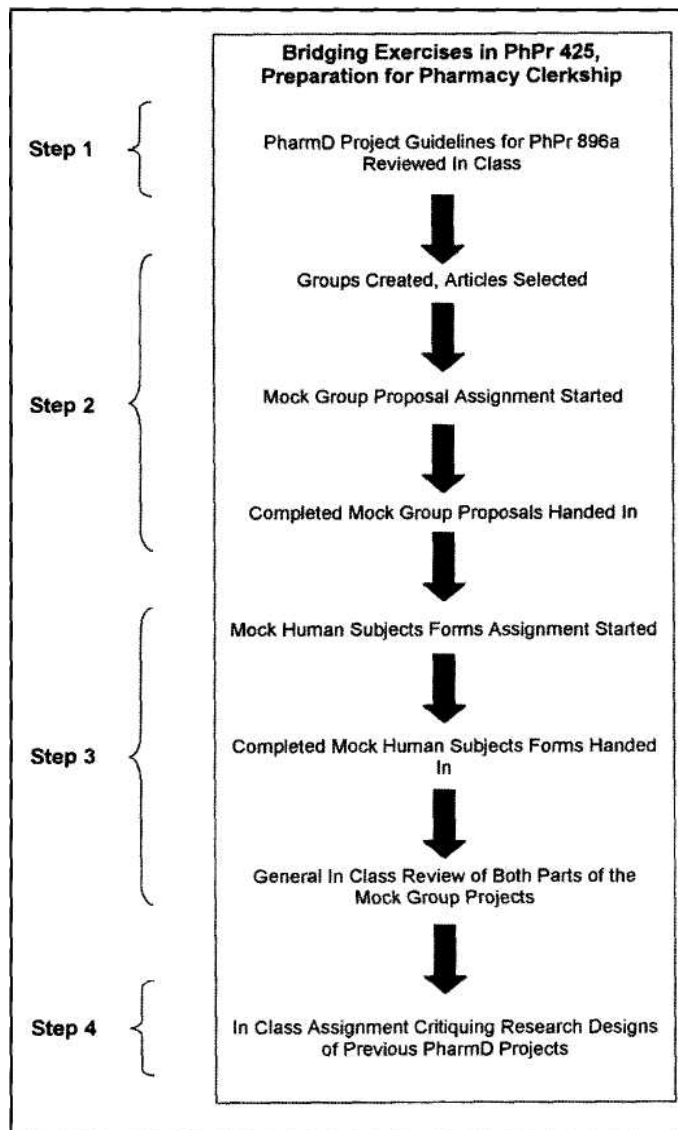 Bridging Exercises in PhPr 425,
Preparation for Pharmacy Clerkship
Step 1
PharmD Project Guidelines for PhPr 896a
Reviewed In Class
Groups Created, Articles Selected
Step 2
Mock Group Proposal Assignment Started
Completed Mock Group Proposals Handed In
Mock Human Subjects Forms Assignment Started
Step 3
Completed Mock Human Subjects Forms Handed
In
General In Class Review of Both Parts of the
Mock Group Projects
Step 4
In Class Assignment Critiquing Research Designs
of Previous PharmD Projects